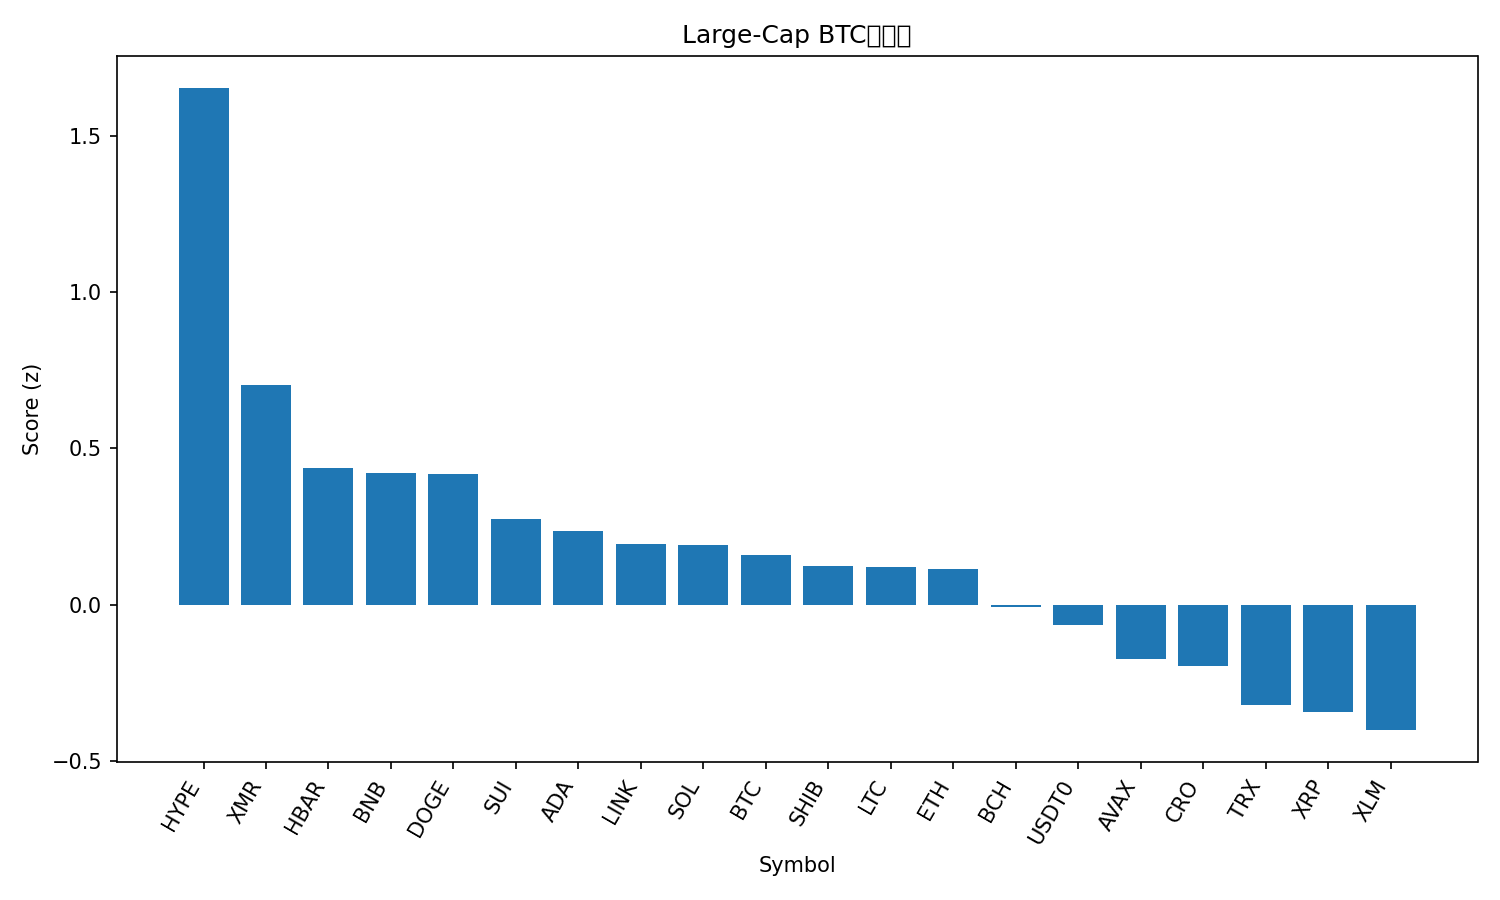 Large-Cap BTC
1.5
1.0
0.5
0.0
−0.5
Score (z)
HYPE
XMR
HBAR
BNB
DOGE
SUI
ADA
LINK
SOL
BTC
SHIB
LTC
ETH
BCH
USDT0
AVAX
CRO
TRX
XRP
XLM
Symbol